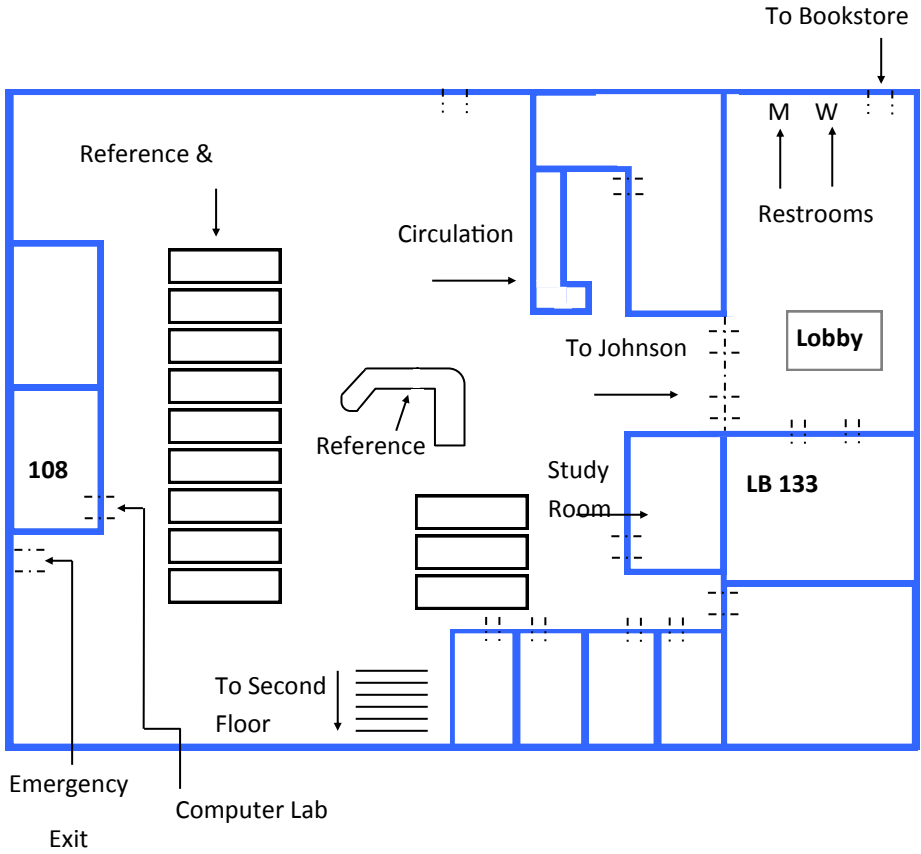 To Bookstore
M W
Reference &
Restrooms
Circulation
Lobby
To Johnson
Reference
108
Study
Room
LB 133
To Second
Floor
Emergency
Exit
Computer Lab